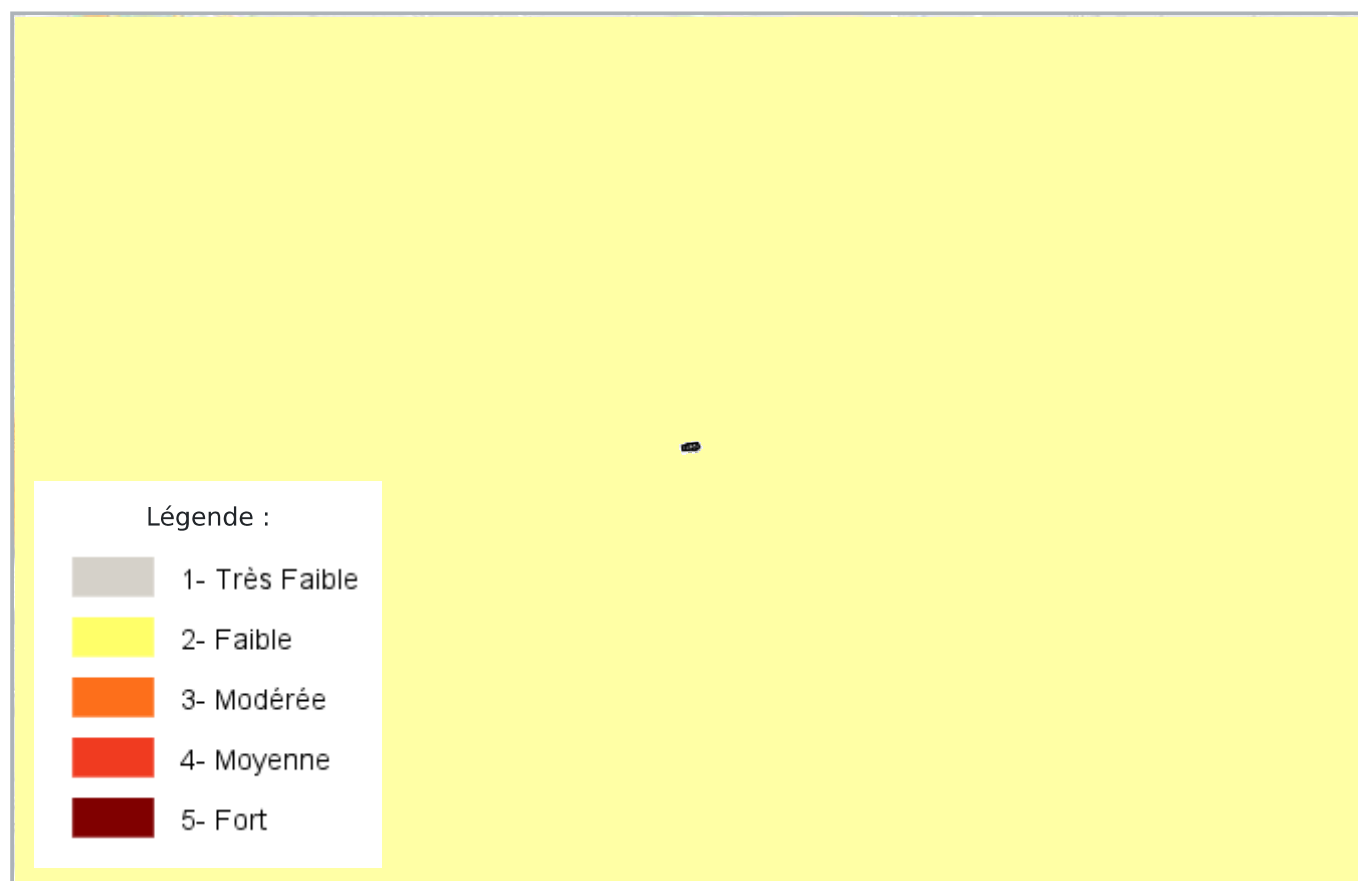 Légende :
1- Très Faible
2- Faible
3- Modérée
4- Moyenne
5- Fort